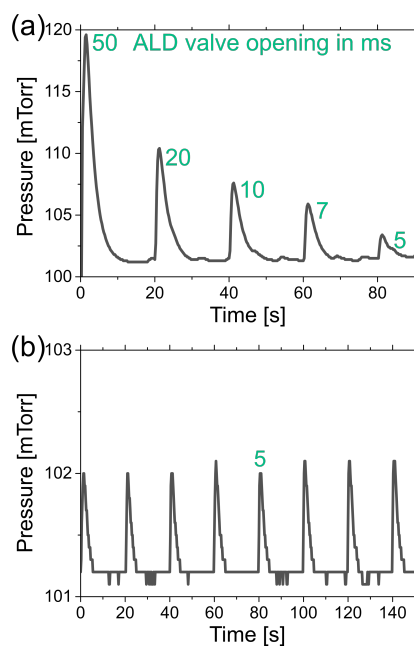 (a)
120
50 ALD valve opening in ms
115
20
110
10
7
105
5
100
Pressure [mTorr]
0 20 40 60 80
Time [s]
(b)
103
5
102
101
Pressure [mTorr]
0 20 40 60 80 100 120 140
Time [s]